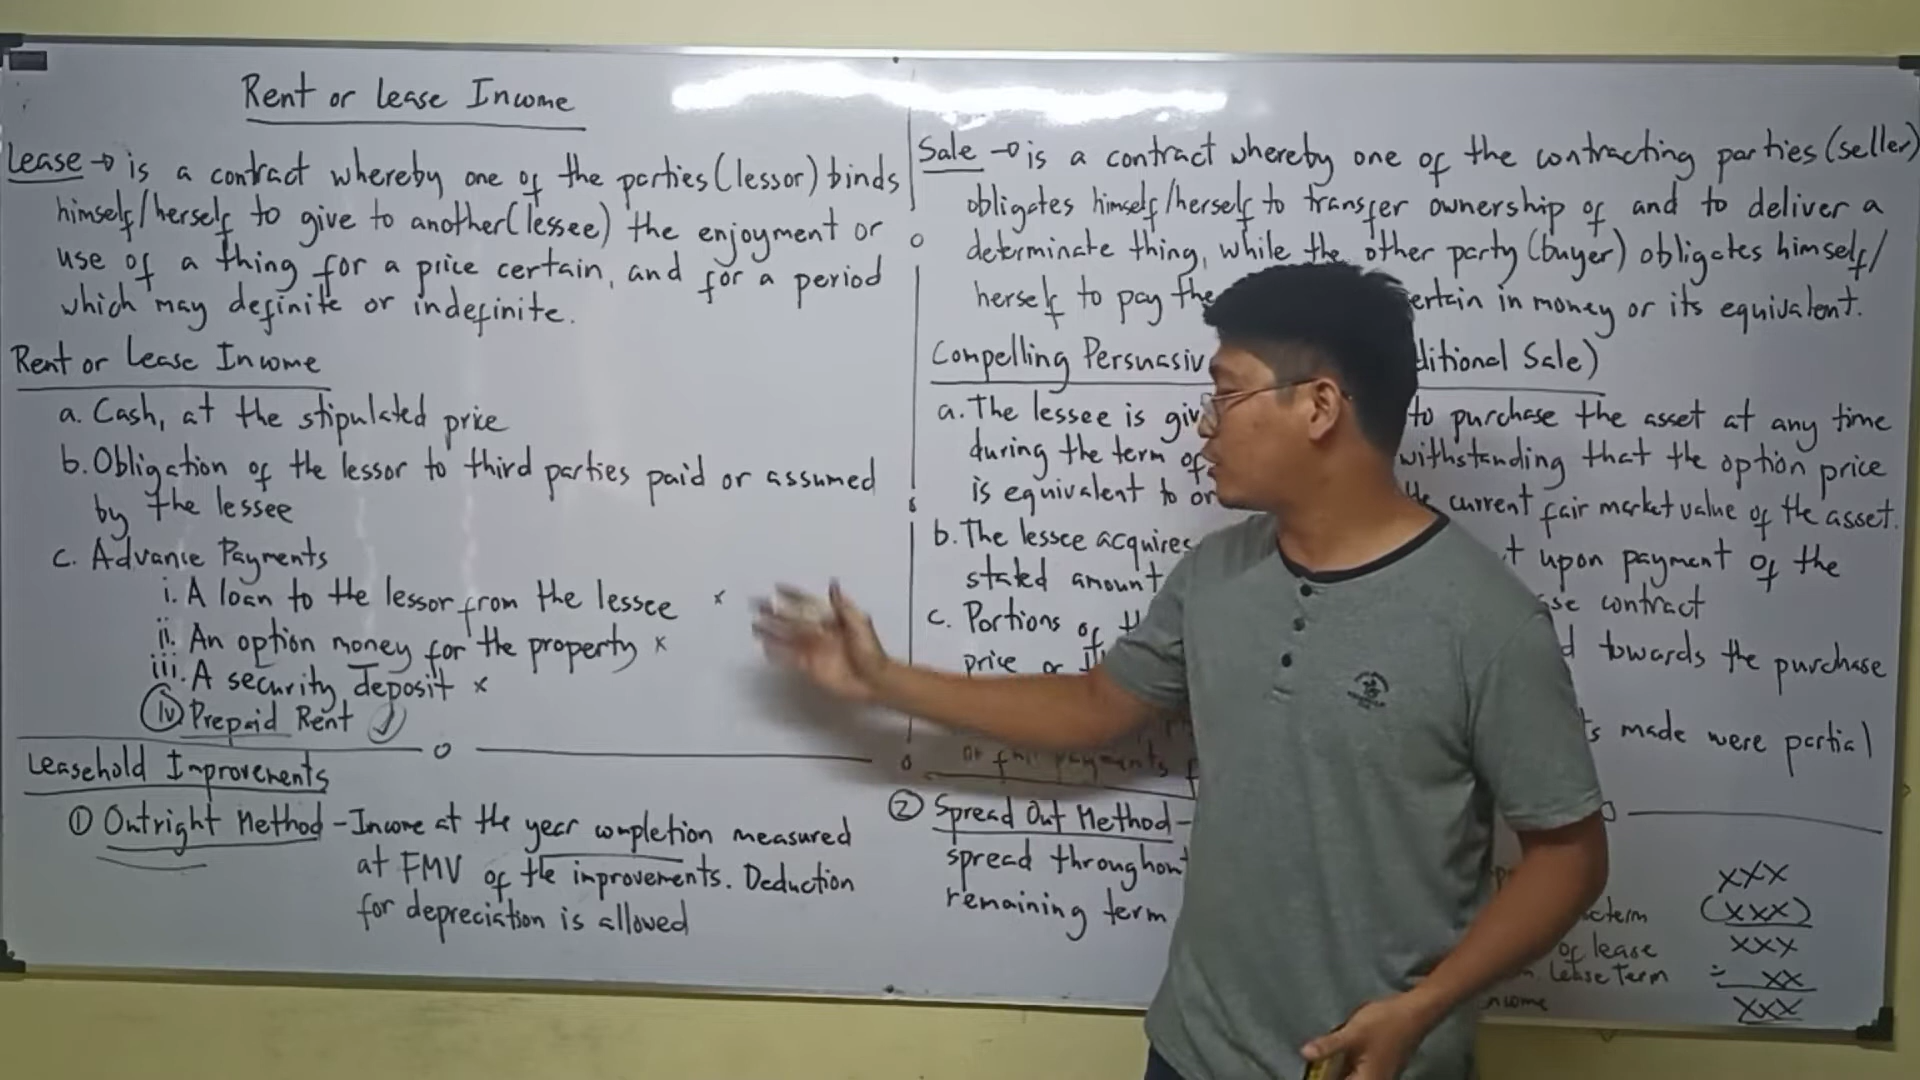 Rent or Lease Income
Lease → is a contract whereby one of the parties (lessor) binds
himself/herself to give to another (lessee) the enjoyment or
use of a thing for a price certain, and for a period
which may definite or indefinite.
Rent or Lease Income
a. Cash, at the stipulated price
b. Obligation of the lessor to third parties paid or assumed
by the lessee
c. Advance Payments
i. A loan to the lessor from the lessee x
ii. An option money for the property x
iii. A security Deposit x
iv Prepaid Rent ✓
Leasehold Improvements
① Outright Method - Income at the year completion measured
at FMV of the improvements. Deduction
for depreciation is allowed
Sale → is a contract whereby one of the contracting parties (seller)
obligates himself/herself to transfer ownership of and to deliver a
determinate thing, while the other party (buyer) obligates himself/
herself to pay the ertain in money or its equivalent.
Compelling Persuasiv ditional Sale)
a. The lessee is giv to purchase the asset at any time
during the term of withstanding that the option price
is equivalent to or current fair market value of the asset.
b. The lessee acquires upon payment of the
stated amount contract
c. Portions of towards the purchase
price or
made were partial
payments
② Spread Out Method -
spread throughout
remaining term
xxx
term (xxx)
of lease xxx
Lease Term ÷ xx
ncome xxx